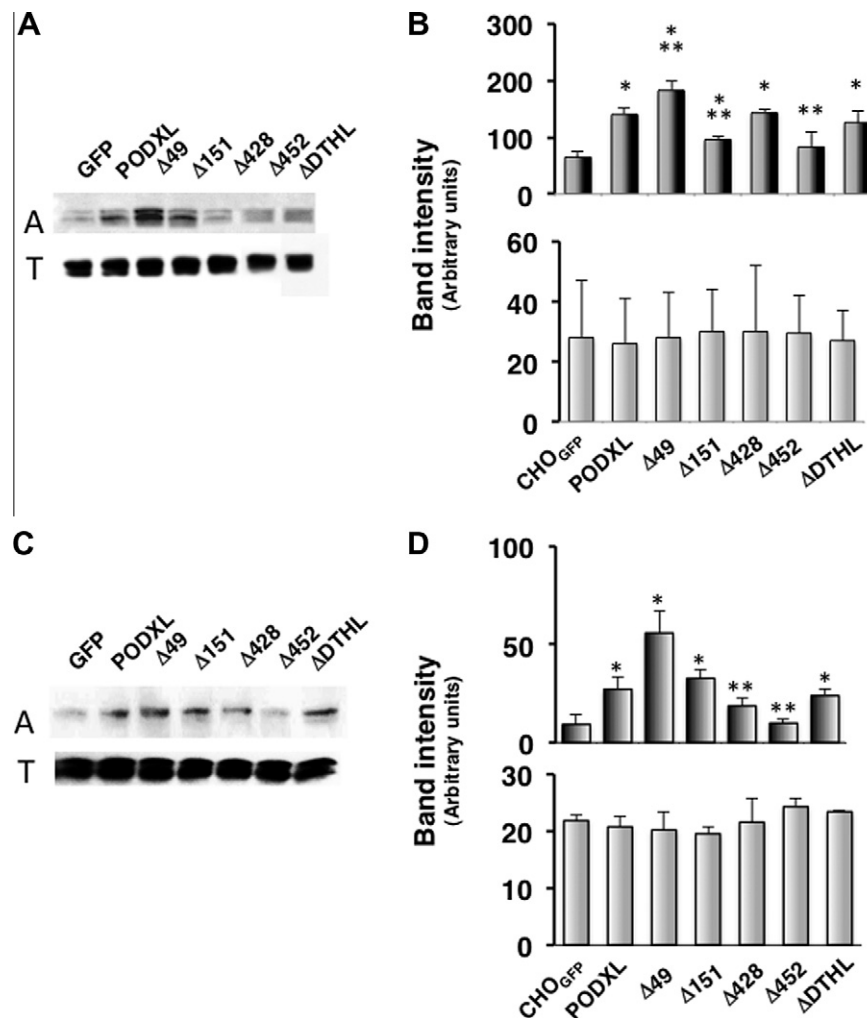 A
GFP PODXL Δ49 Δ151 Δ428 Δ452 ΔDTHL
A
T
B
Band intensity
(Arbitrary units)
300
200
100
0
* * ** * ** * ** *
60
40
20
0
CHOGFP PODXL Δ49 Δ151 Δ428 Δ452 ΔDTHL
C
GFP PODXL Δ49 Δ151 Δ428 Δ452 ΔDTHL
A
T
D
Band intensity
(Arbitrary units)
100
50
0
* * * ** ** *
30
20
10
0
CHOGFP PODXL Δ49 Δ151 Δ428 Δ452 ΔDTHL